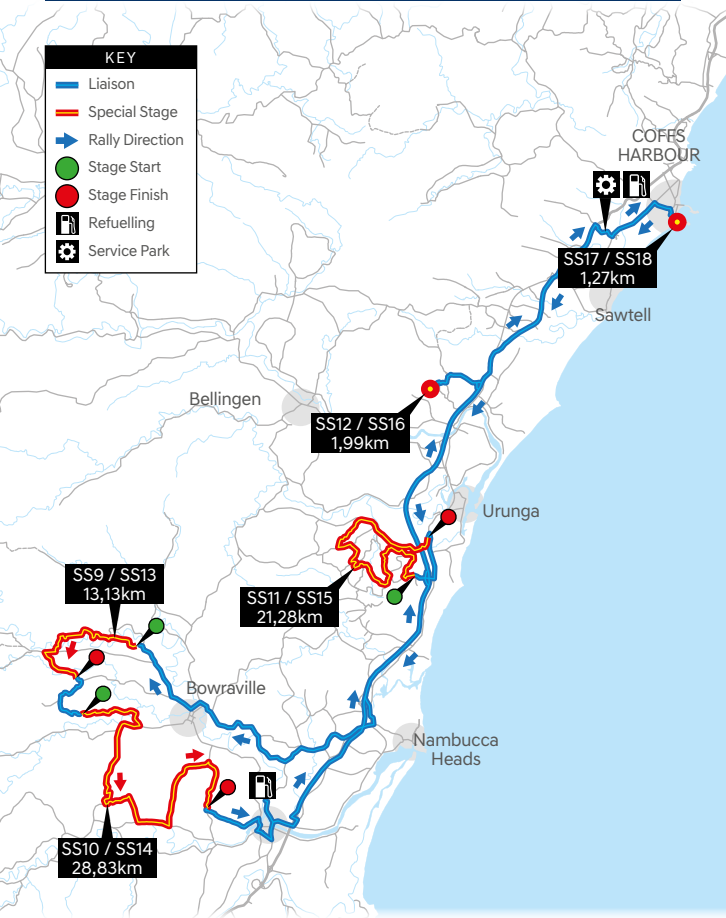 KEY
Liaison
Special Stage
Rally Direction
Stage Start
Stage Finish
Refuelling
Service Park
COFFS
HARBOUR
SS17 / SS18
1,27km
Sawtell
Bellingen
SS12 / SS16
1,99km
Urunga
SS9 / SS13
13,13km
SS11 / SS15
21,28km
Bowraville
Nambucca
Heads
SS10 / SS14
28,83km